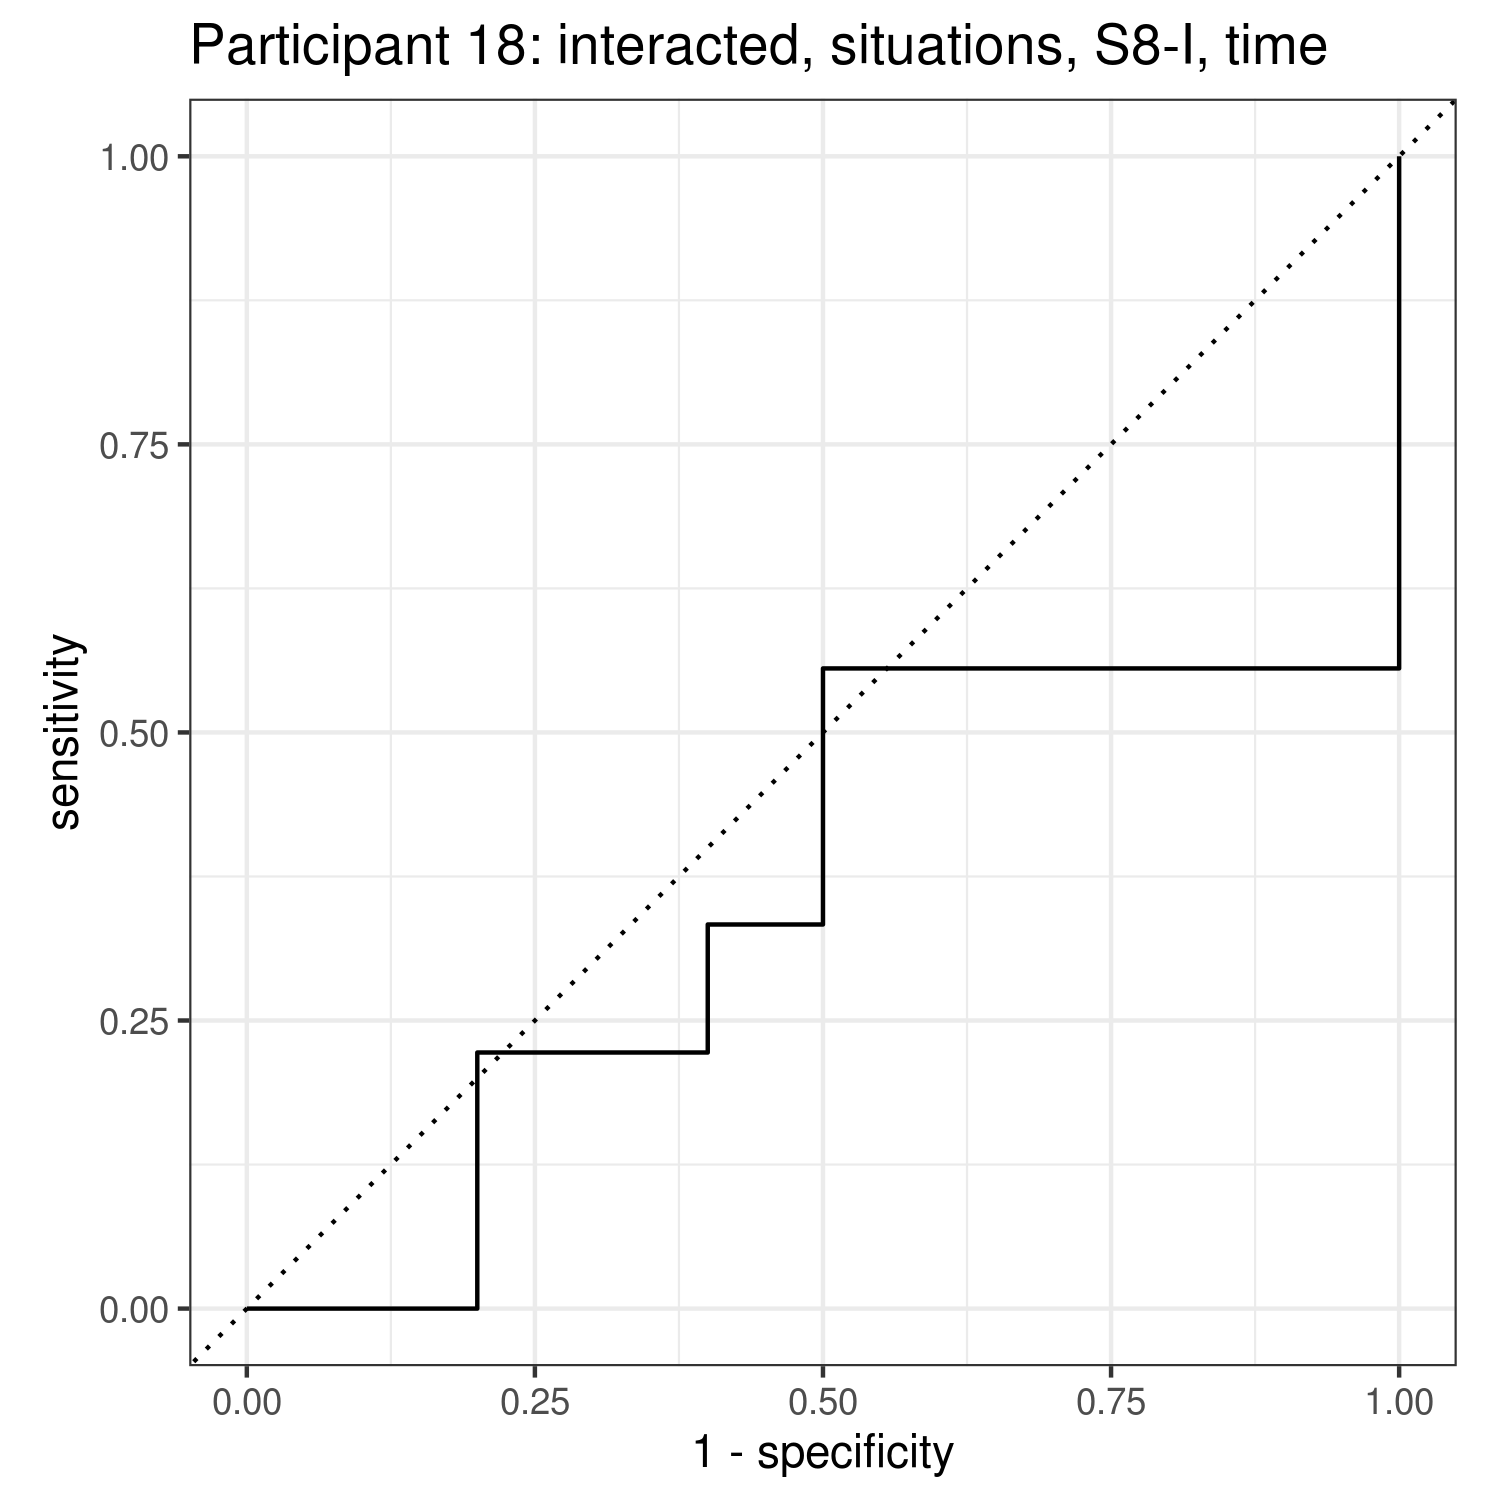 Participant 18: interacted, situations, S8-I, time
1.00
0.75
0.50
0.25
0.00
sensitivity
0.00 0.25 0.50 0.75 1.00
1 - specificity